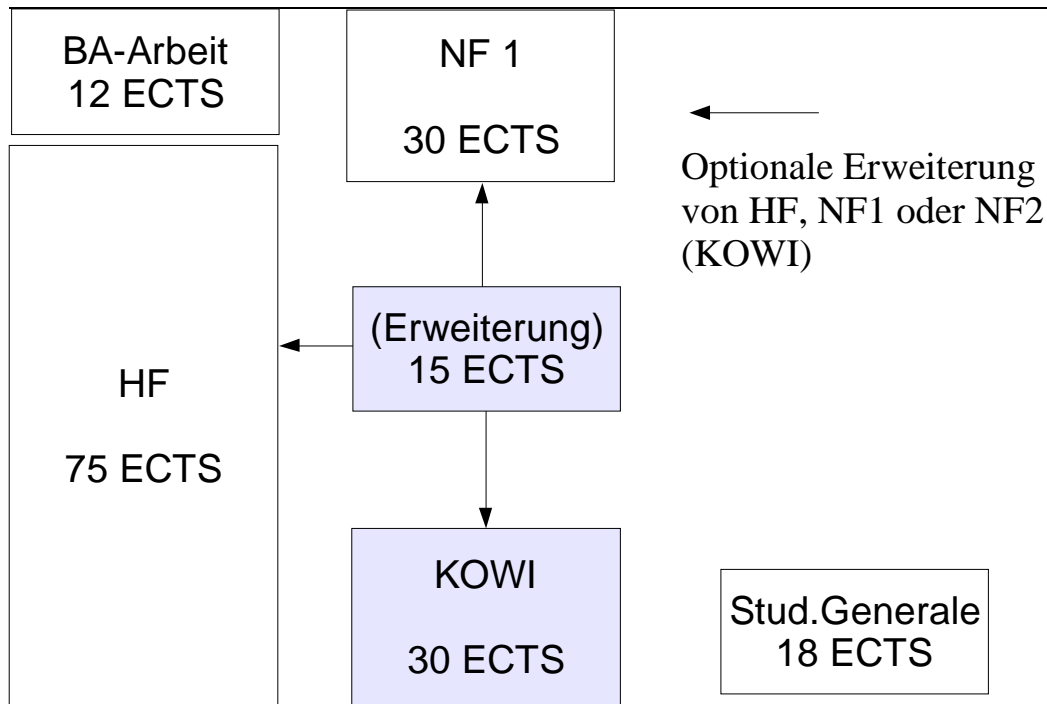 BA-Arbeit
12 ECTS
NF 1
30 ECTS
Optionale Erweiterung
von HF, NF1 oder NF2
(KOWI)
(Erweiterung)
15 ECTS
HF
75 ECTS
KOWI
30 ECTS
Stud.Generale
18 ECTS